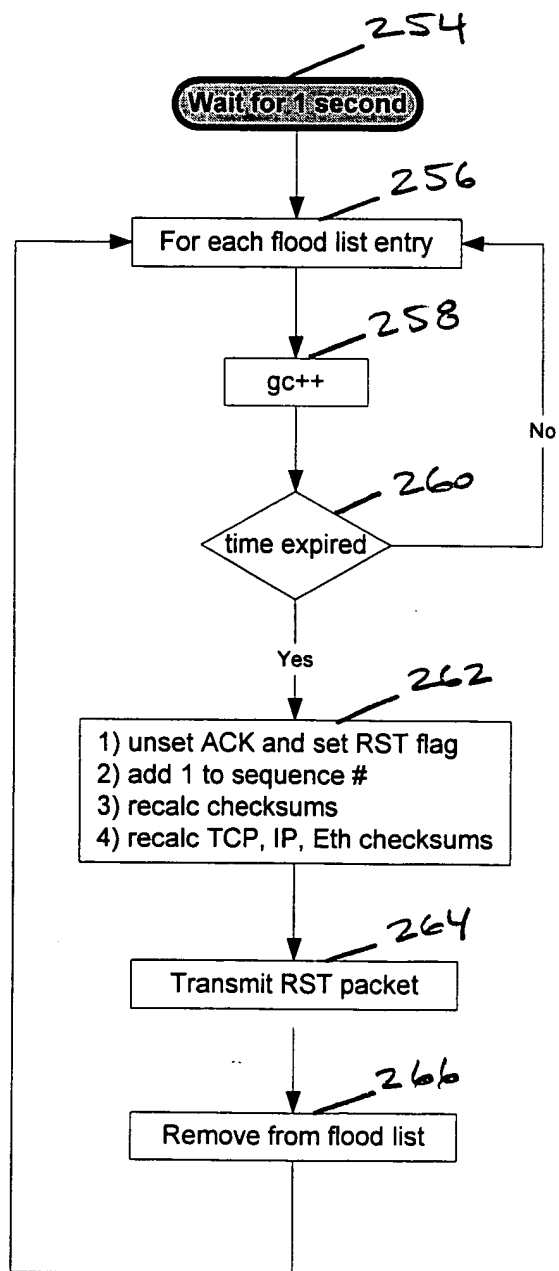 254
Wait for 1 second
256
For each flood list entry
258
gc++
No
260
time expired
Yes
262
1) unset ACK and set RST flag
2) add 1 to sequence #
3) recalc checksums
4) recalc TCP, IP, Eth checksums
264
Transmit RST packet
266
Remove from flood list